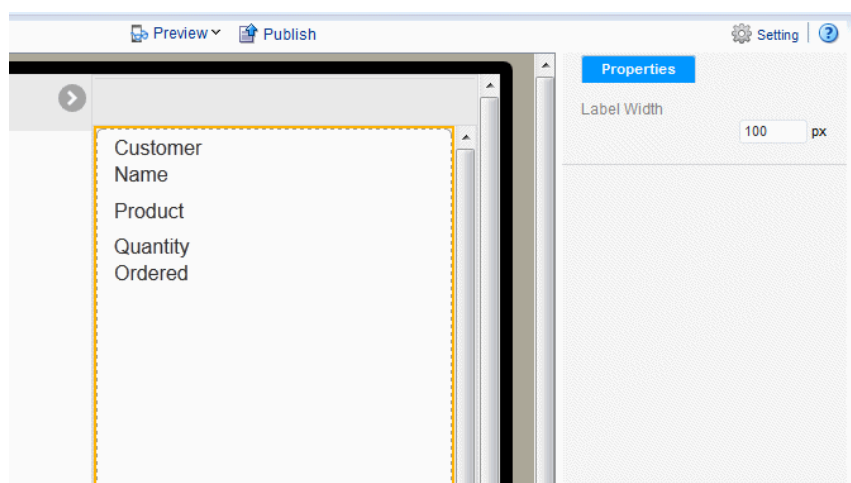 Preview Publish Setting
Properties
Label Width
100 px
Customer
Name
Product
Quantity
Ordered